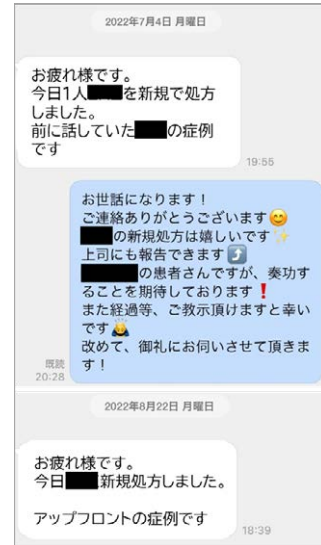 2022年7月4日 月曜日
お疲れ様です。
今日1人を新規で処方
しました。
前に話していたの症例
です
19:55
お世話になります！
ご連絡ありがとうございます😊
の新規処方は嬉しいです✨
上司にも報告できます⤴️
の患者さんですが、奏功す
ることを期待しております❗
また経過等、ご教示頂けますと幸い
です🙇
改めて、御礼にお伺いさせて頂きま
す！
既読
20:28
2022年8月22日 月曜日
お疲れ様です。
今日新規処方しました。
アップフロントの症例です
18:39